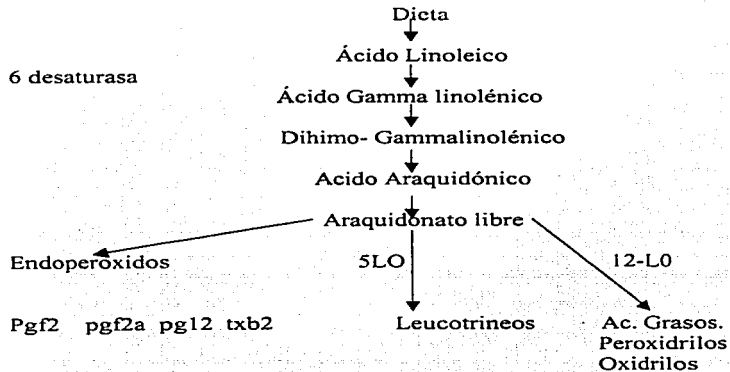 Dieta
Ácido Linoleico
6 desaturasa
Ácido Gamma linolénico
Dihimo- Gammalinolénico
Acido Araquidónico
Araquidonato libre
Endoperoxidos 5LO 12-L0
Pgf2 pgf2a pg12 txb2 Leucotrineos Ac. Grasos.
Peroxidrilos
Oxidrilos